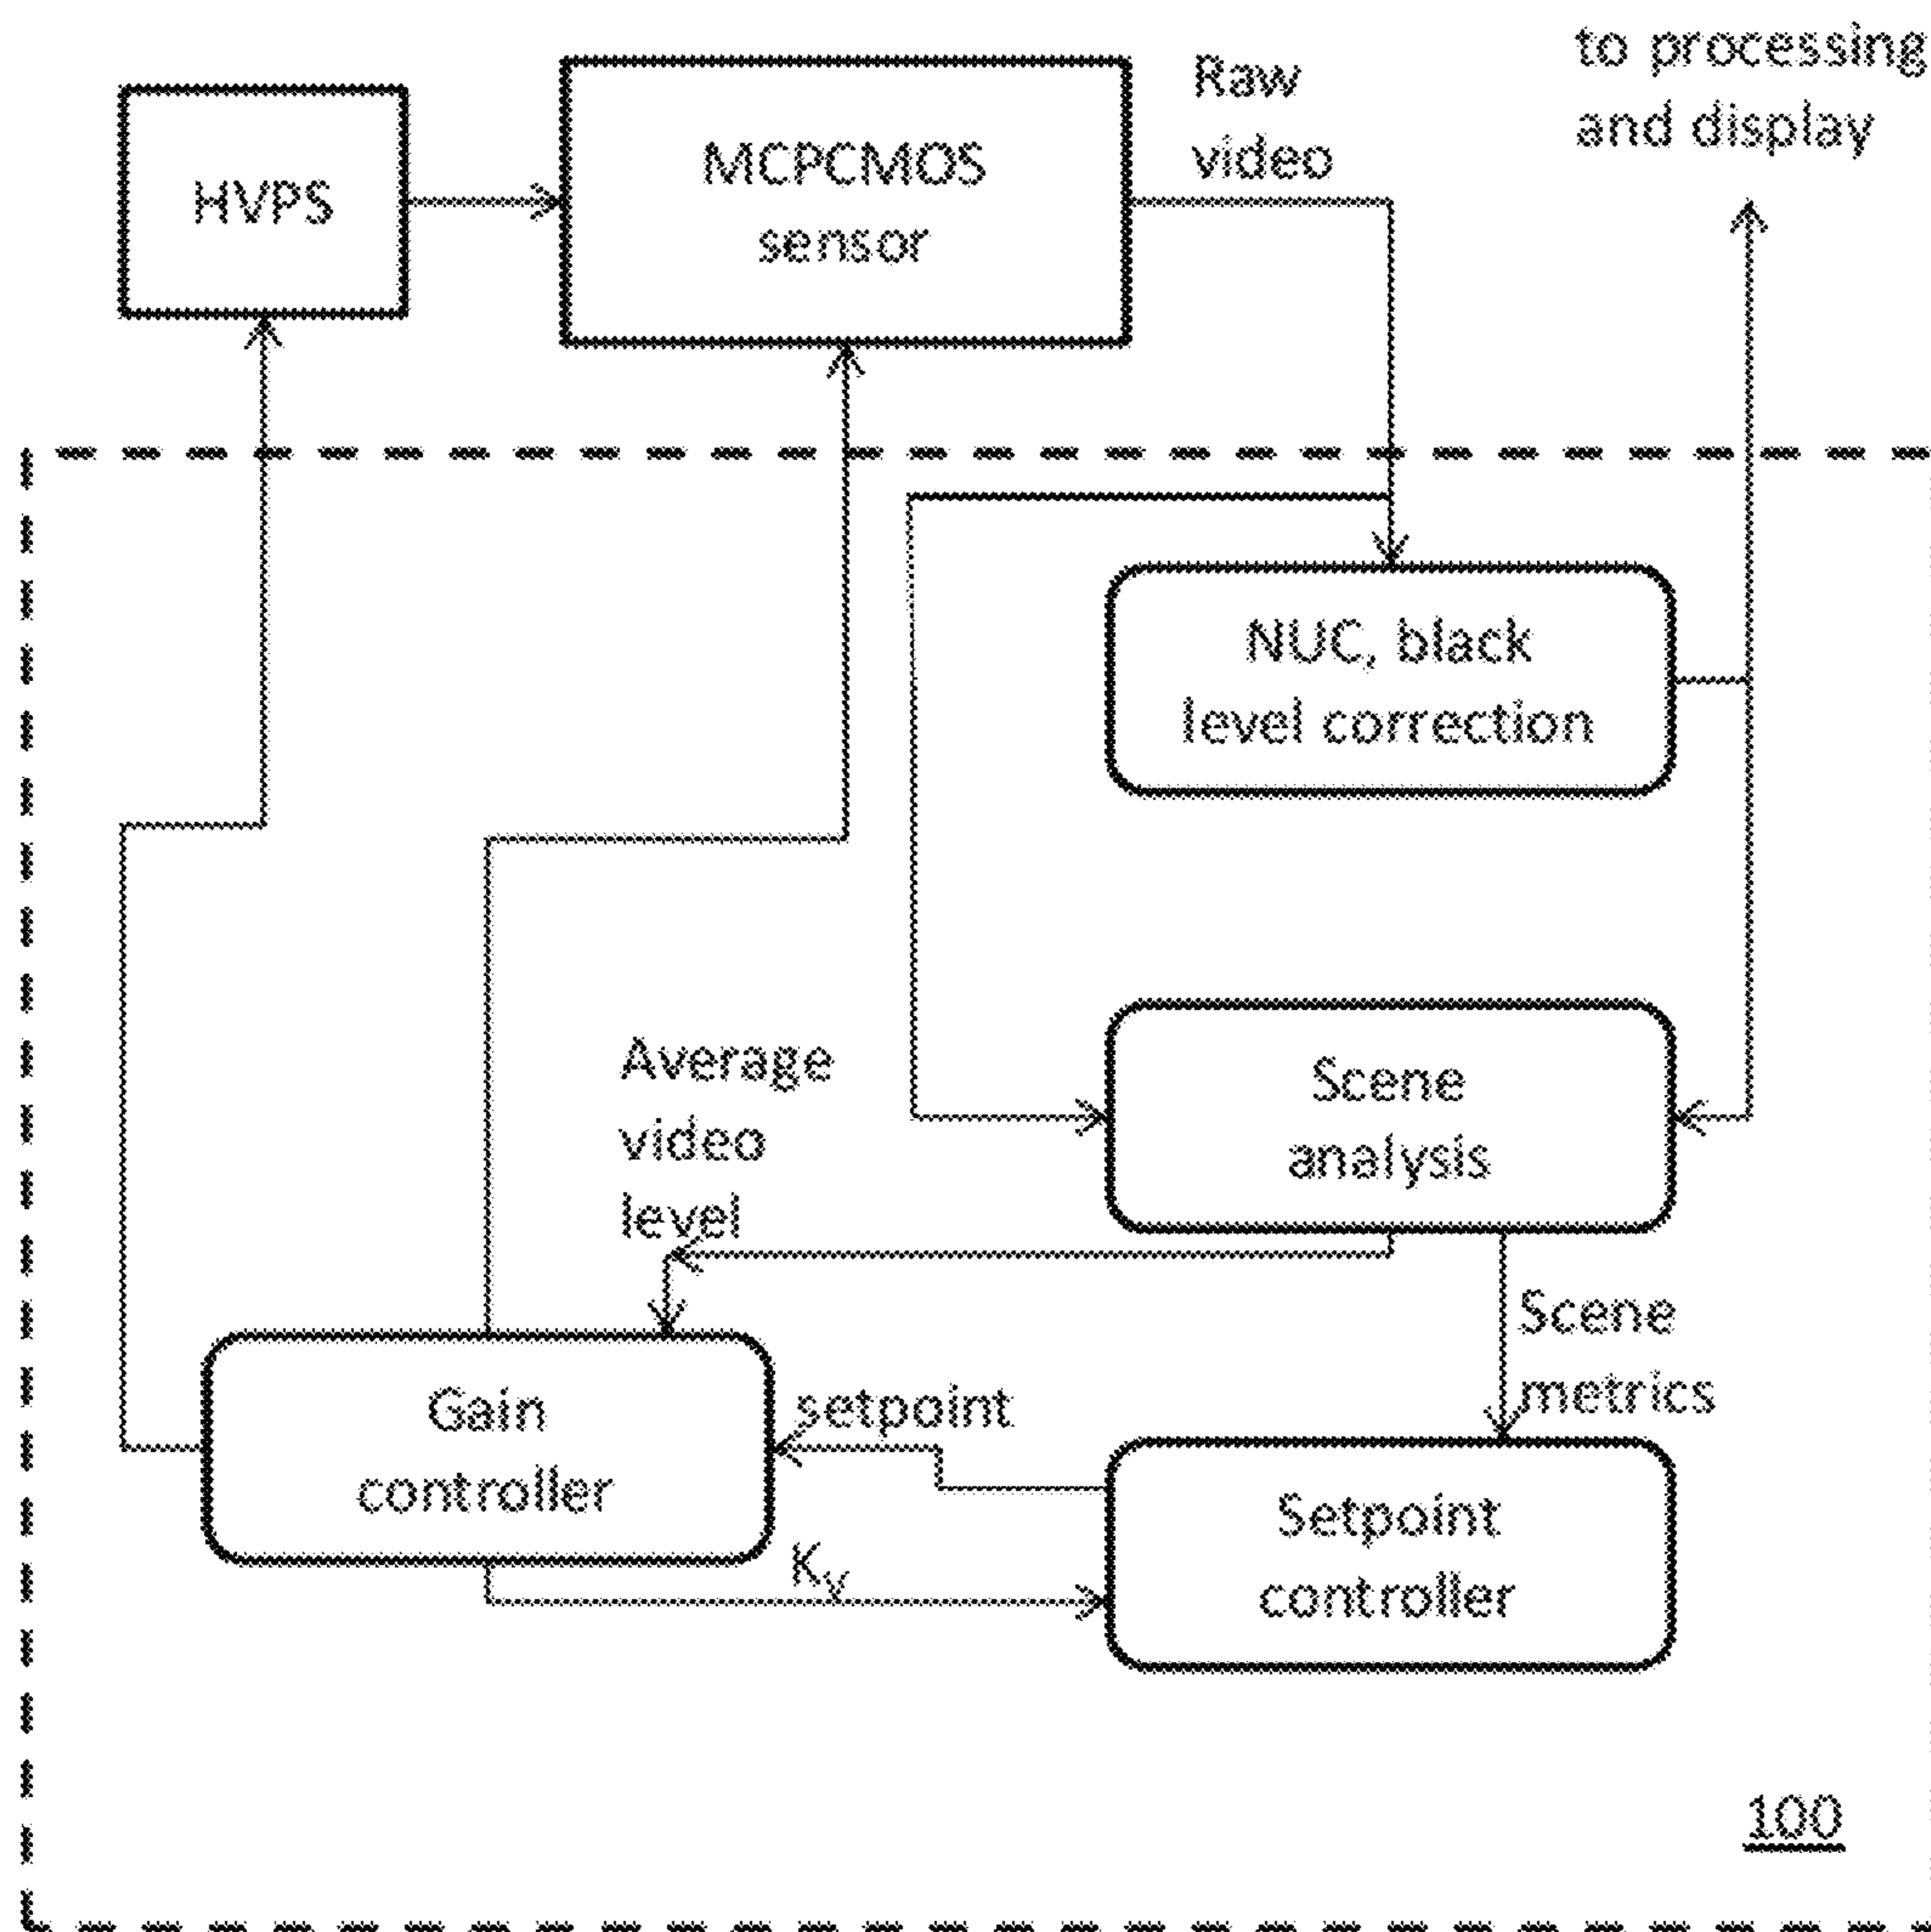 to processing
and display
Raw
video
HVPS
MCPCMOS
sensor
NUC, black
level correction
Scene
analysis
Average
video
level
Scene
metrics
Gain
controller
setpoint
Kv
Setpoint
controller
100